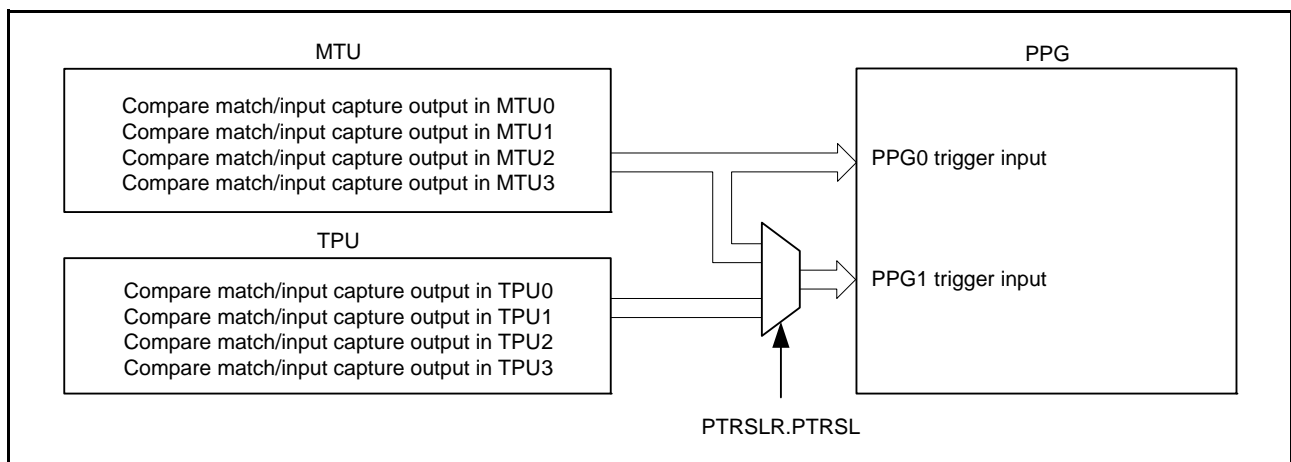 MTU
Compare match/input capture output in MTU0
Compare match/input capture output in MTU1
Compare match/input capture output in MTU2
Compare match/input capture output in MTU3
TPU
Compare match/input capture output in TPU0
Compare match/input capture output in TPU1
Compare match/input capture output in TPU2
Compare match/input capture output in TPU3
PTRSLR.PTRSL
PPG
PPG0 trigger input
PPG1 trigger input